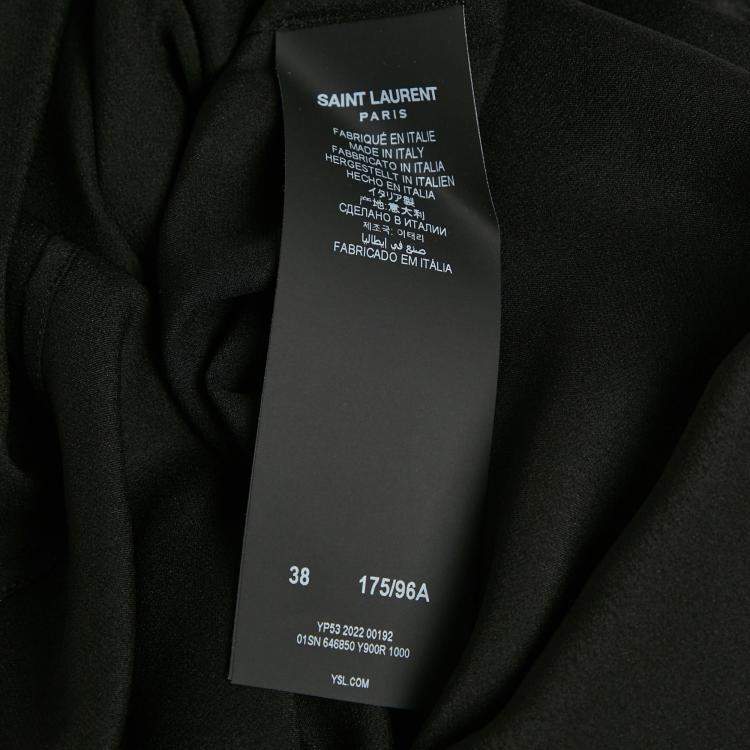 SAINT LAURENT
PARIS
FABRIQUÉ EN ITALIE
MADE IN ITALY
FABBRICATO IN ITALIA
HERGESTELLT IN ITALIEN
HECHO EN ITALIA
イタリア製
地:意大利
СДЕЛАНО В ИТАЛИИ
제조국: 이태리
صنع في إيطاليا
FABRICADO EM ITÁLIA
38 175/96A
YP53 2022 00192
01SN 646850 Y900R 1000
YSL.COM